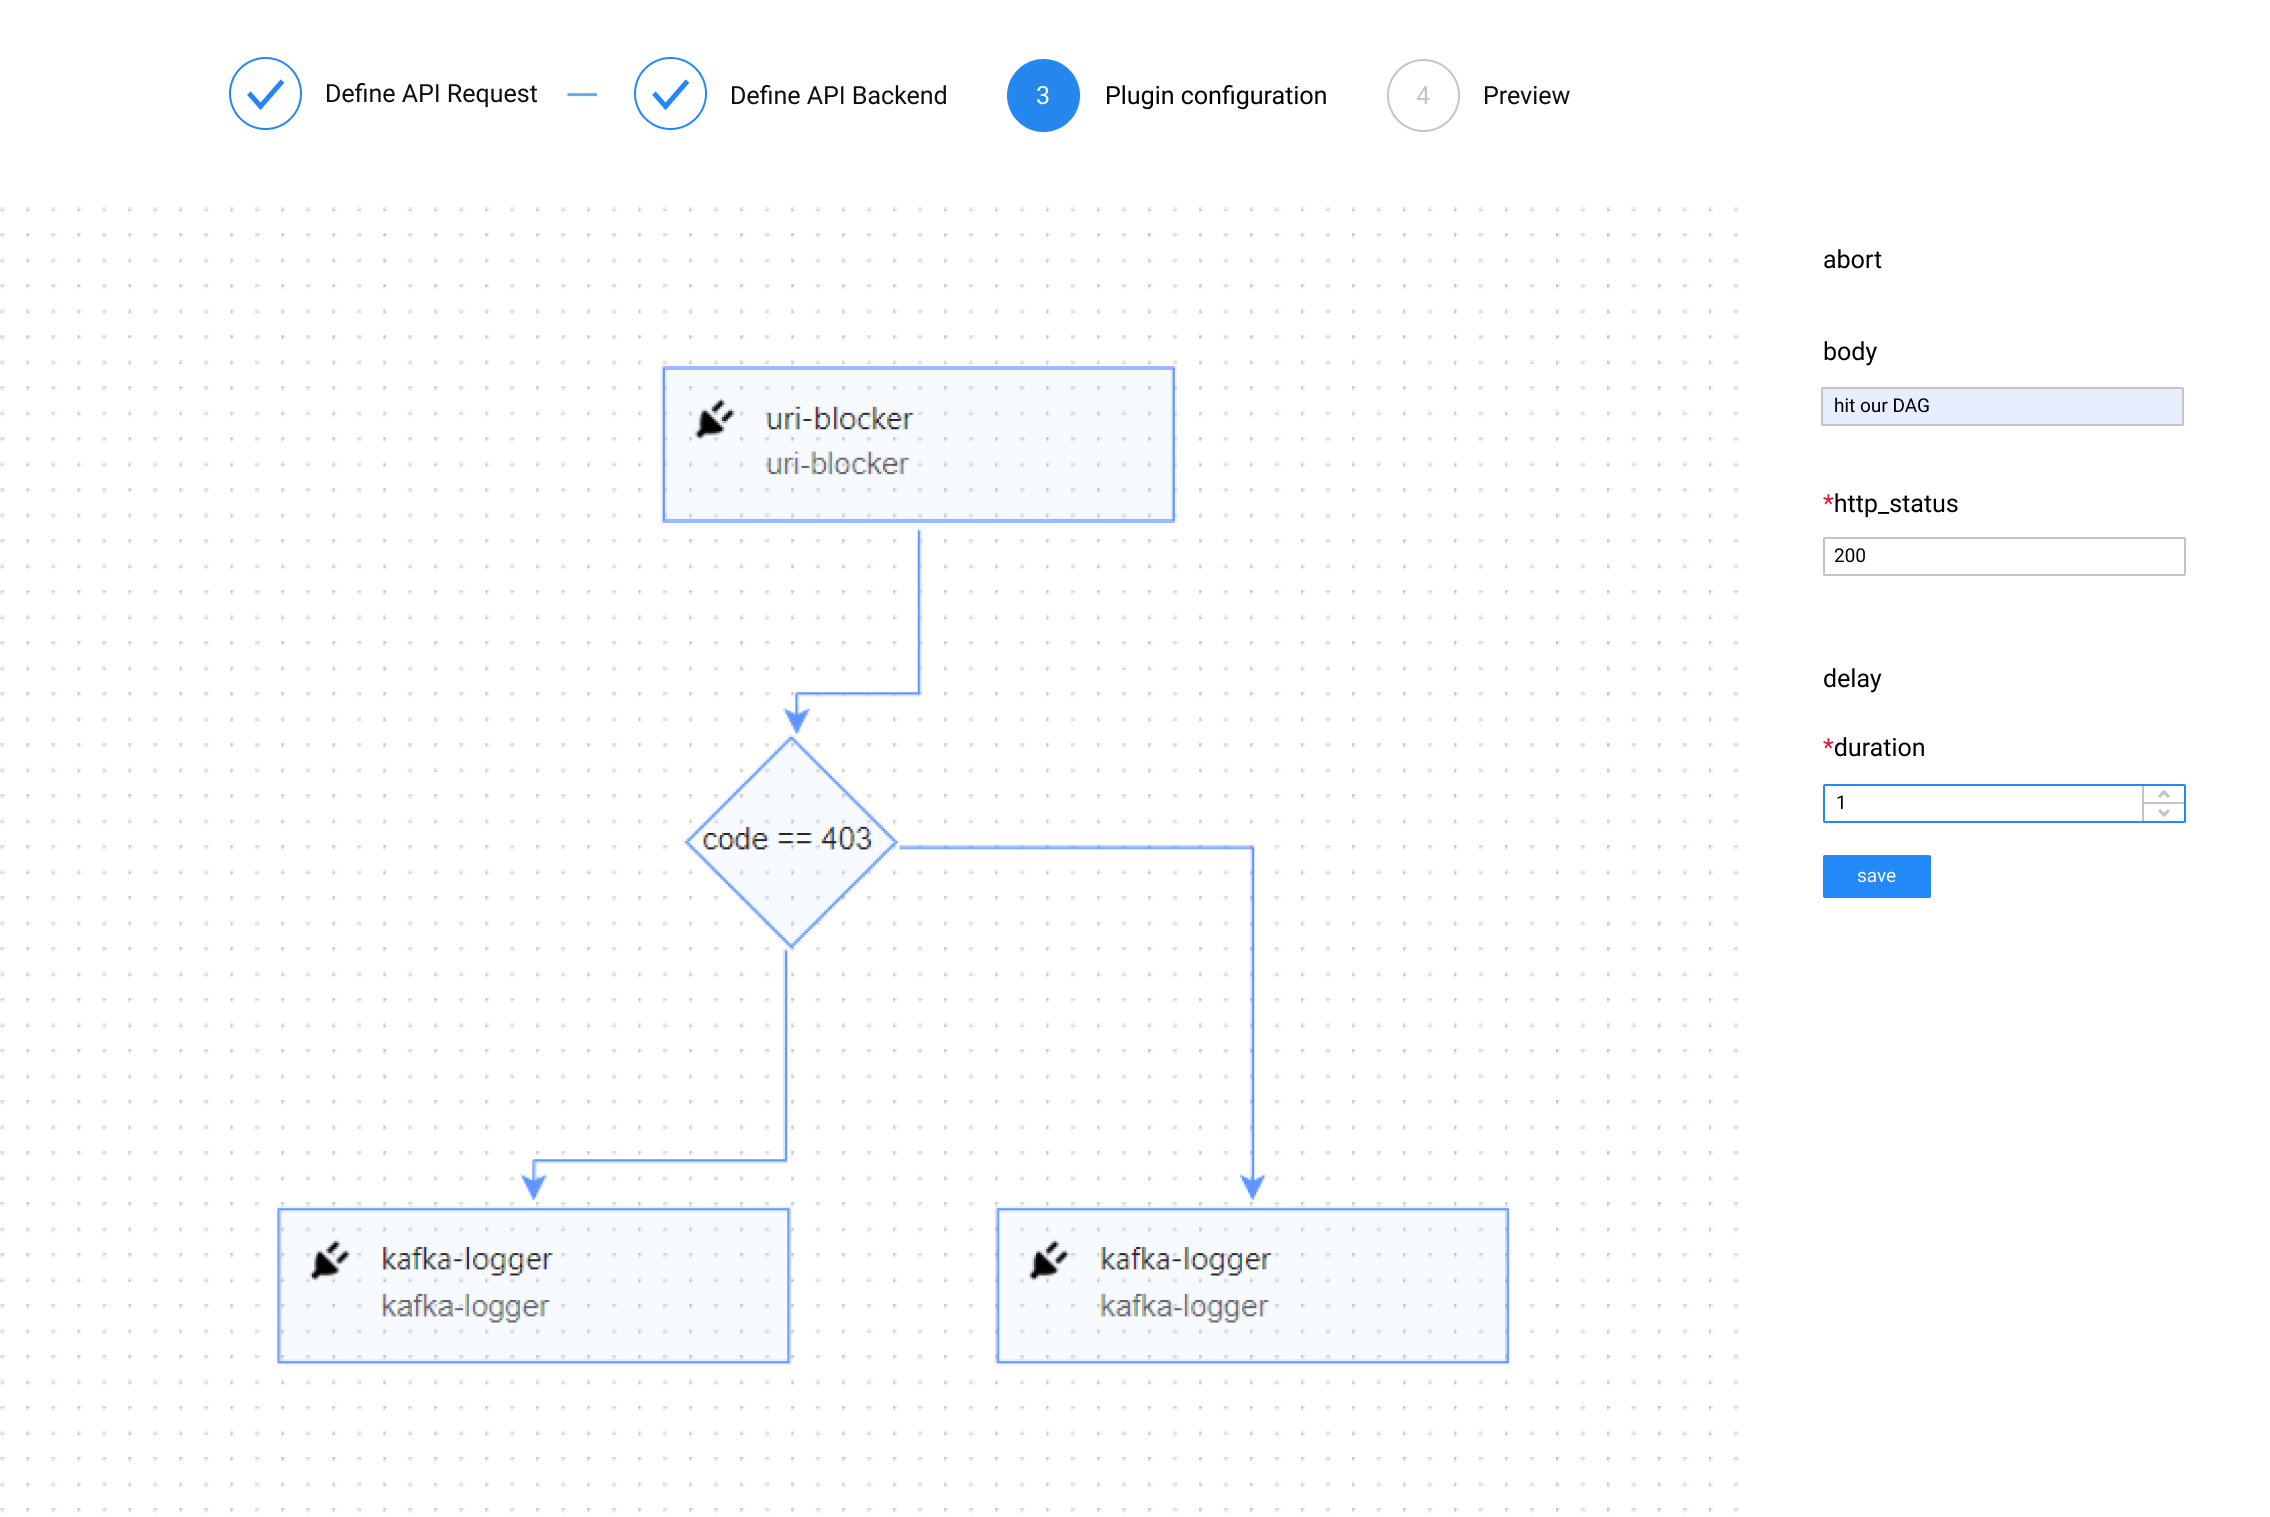 Define API Request
Define API Backend
3
Plugin configuration
4
Preview
uri-blocker
uri-blocker
code == 403
kafka-logger
kafka-logger
kafka-logger
kafka-logger
abort
body
hit our DAG
*http_status
200
delay
*duration
1
save